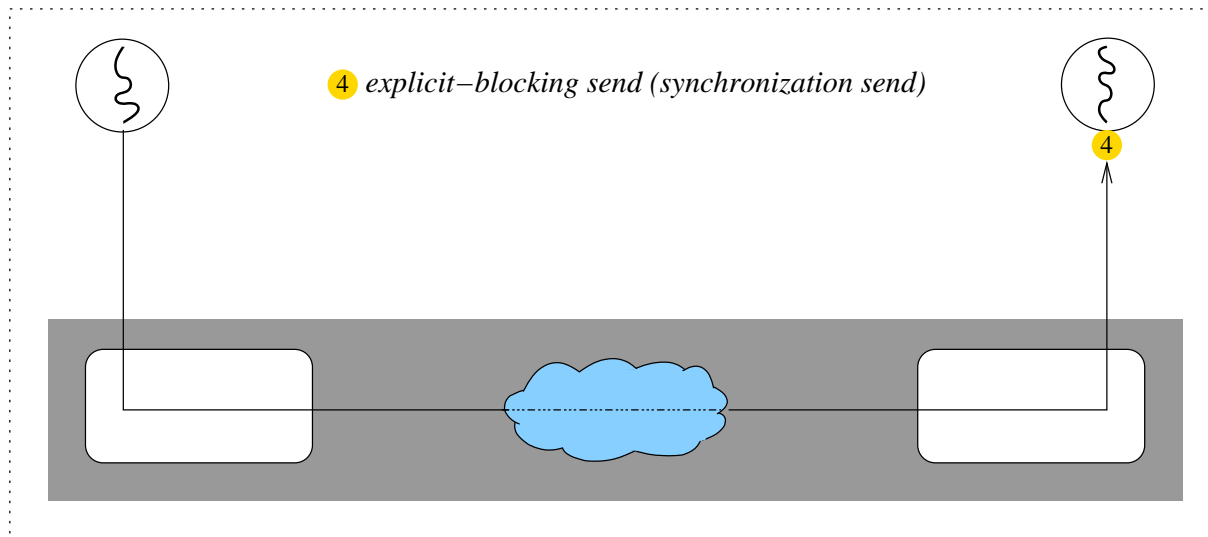 4 explicit−blocking send (synchronization send)
4